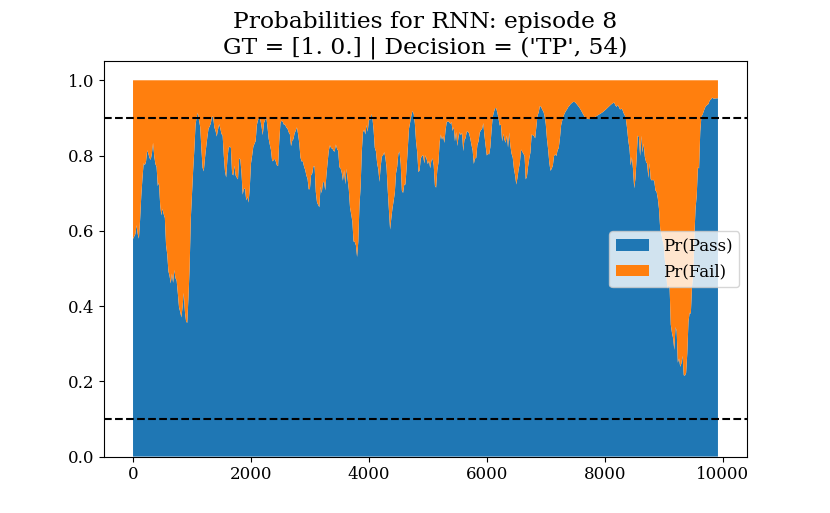 Probabilities for RNN: episode 8
GT = [1. 0.] | Decision = ('TP', 54)
1.0
0.8
0.6
0.4
0.2
0.0
Pr(Pass)
Pr(Fail)
0 2000 4000 6000 8000 10000